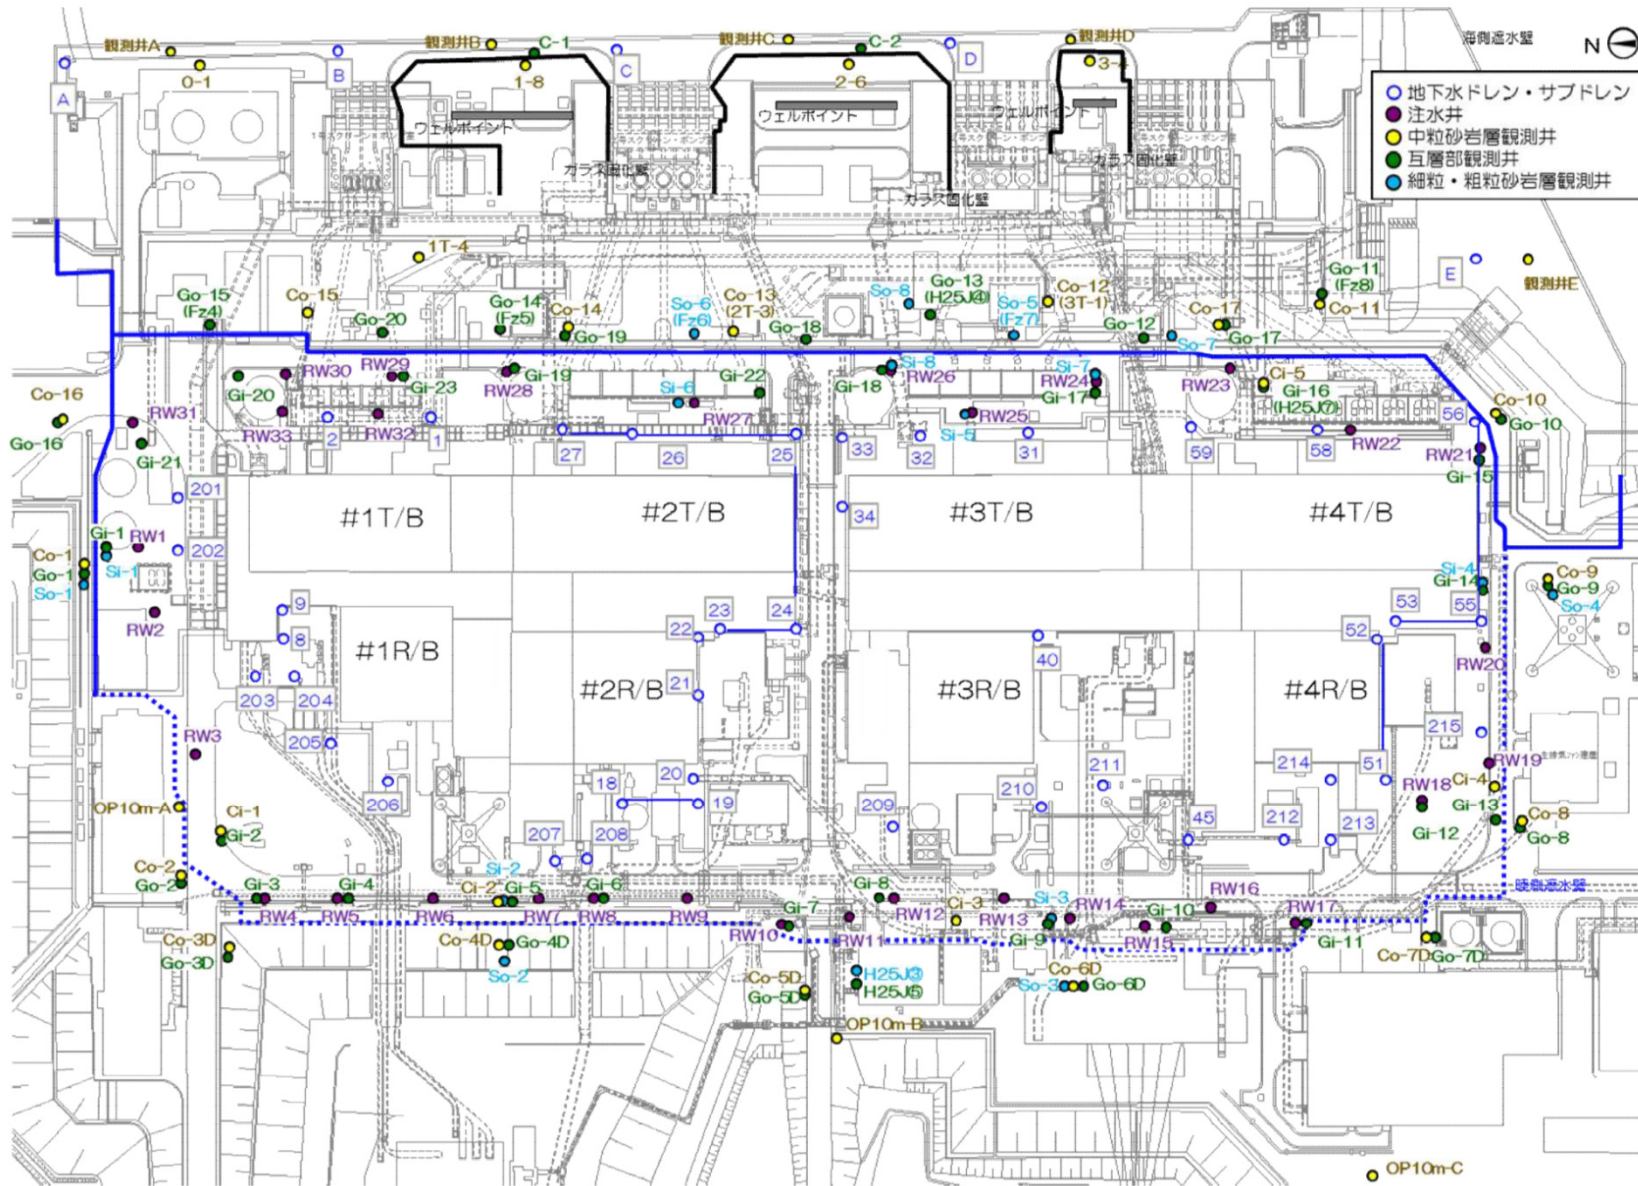 観測井A
0-1
A
B
観測井B
C-1
1-8
C
観測井C
C-2
2-6
D
観測井D
3-4
海側遮水壁
N
地下水ドレン・サブドレン
注水井
中粒砂岩層観測井
互層部観測井
細粒・粗粒砂岩層観測井
ウェルポイント
ウェルポイント
ウェルポイント
ガラス固化壁
ガラス固化壁
ガラス固化壁
1T-4
E
観測井E
Go-15
(Fz4)
Co-15
Go-20
Go-14
(Fz5)
Co-14
Go-19
So-6
(Fz6)
Co-13
(2T-3)
Go-18
So-8
Go-13
(H25J④)
So-5
(Fz7)
Co-12
(3T-1)
Go-12
So-7
Co-17
Go-17
Go-11
(Fz8)
Co-11
Co-16
Go-16
RW31
Gi-21
Gi-20
RW30
RW33
RW29
Gi-23
RW32
2
1
RW28
Gi-19
Si-6
RW27
Gi-22
27
26
25
Gi-18
Si-8
RW26
Si-5
RW25
33
32
31
Si-7
RW24
Gi-17
RW23
Ci-5
Gi-16
(H25J⑦)
RW22
59
58
56
Co-10
Go-10
RW21
Gi-15
201
202
#1T/B
#2T/B
34
#3T/B
#4T/B
Gi-1
RW1
Si-1
Co-1
Go-1
So-1
RW2
9
8
203
204
#1R/B
#2R/B
22
23
24
21
#3R/B
40
#4R/B
52
53
55
Si-4
Gi-14
RW20
Co-9
Go-9
So-4
RW3
205
206
18
20
19
207
208
209
210
211
45
212
213
214
51
215
RW18
RW19
Ci-4
Gi-13
Gi-12
Co-8
Go-8
OP10m-A
Ci-1
Gi-2
Co-2
Go-2
Gi-3
RW4
Gi-4
RW5
RW6
Si-2
Ci-2
Gi-5
RW7
Gi-6
RW8
RW9
RW10
Gi-7
Gi-8
RW11
RW12
Ci-3
RW13
Si-3
Gi-9
RW14
RW15
Gi-10
RW16
RW17
Gi-11
陸側遮水壁
Co-3D
Go-3D
Co-4D
Go-4D
So-2
Co-5D
Go-5D
H25J③
H25J⑤
Co-6D
So-3
Go-6D
Co-7D
Go-7D
OP10m-B
OP10m-C